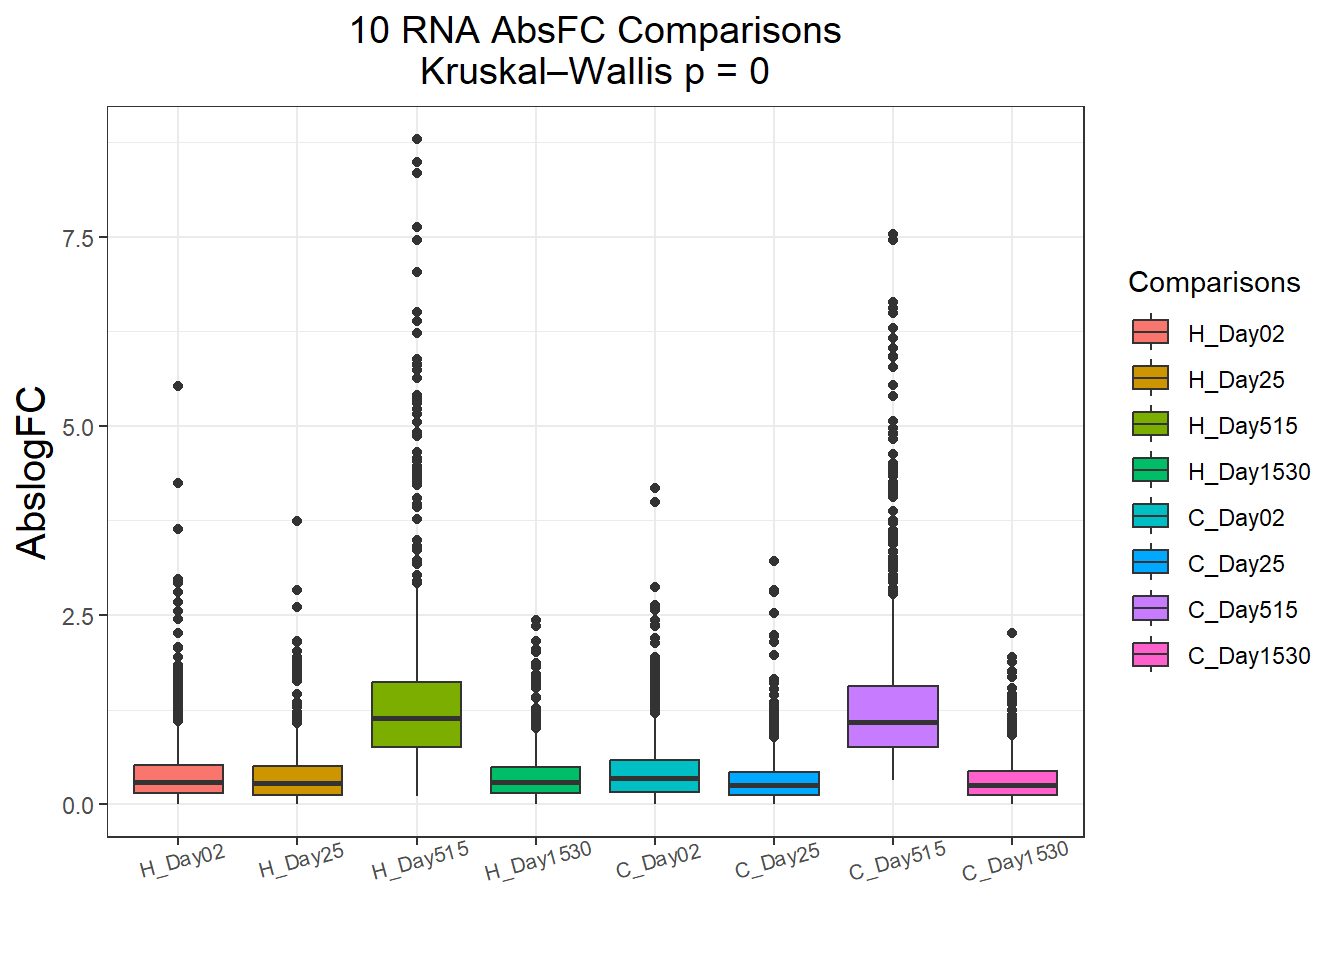 10 RNA AbsFC Comparisons
Kruskal–Wallis p = 0
AbslogFC
7.5
5.0
2.5
0.0
H_Day02
H_Day25
H_Day515
H_Day1530
C_Day02
C_Day25
C_Day515
C_Day1530
Comparisons
H_Day02
H_Day25
H_Day515
H_Day1530
C_Day02
C_Day25
C_Day515
C_Day1530